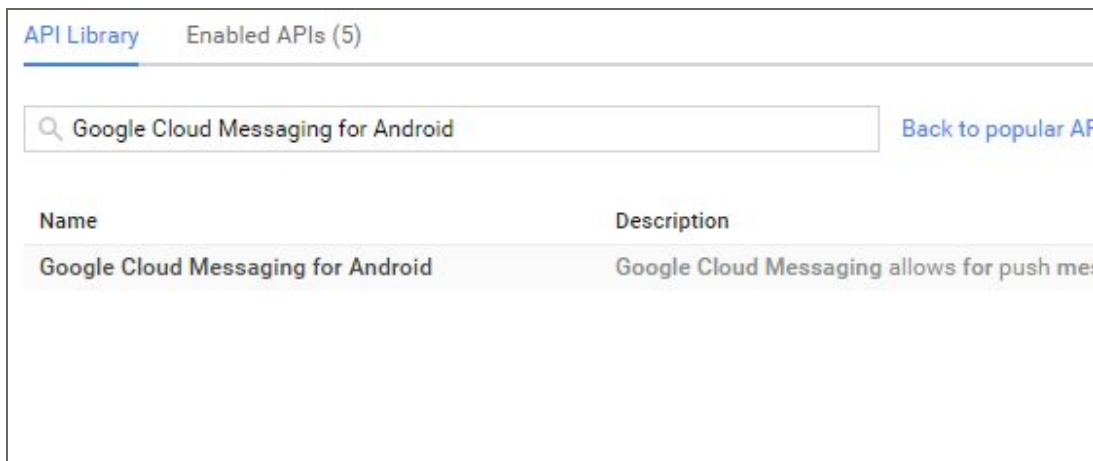 API Library Enabled APIs (5)
Google Cloud Messaging for Android Back to popular
Name Description
Google Cloud Messaging for Android Google Cloud Messaging allows for push